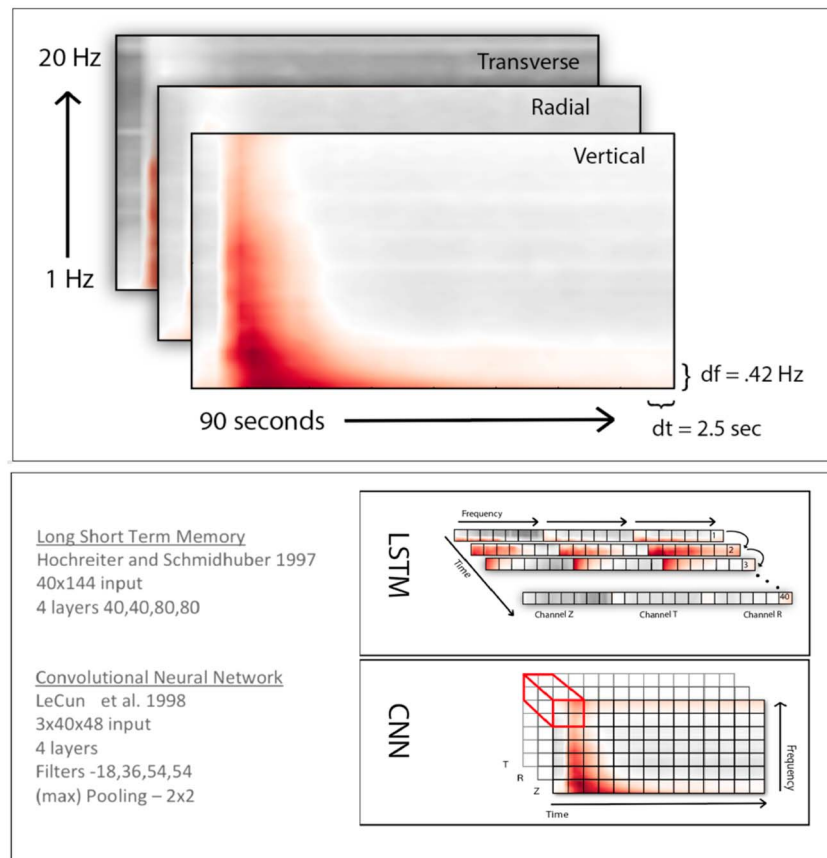 20 Hz
1 Hz
Transverse
Radial
Vertical
90 seconds
df = .42 Hz
dt = 2.5 sec
Long Short Term Memory
Hochreiter and Schmidhuber 1997
40x144 input
4 layers 40,40,80,80
Convolutional Neural Network
LeCun et al. 1998
3x40x48 input
4 layers
Filters -18,36,54,54
(max) Pooling – 2x2
LSTM
Frequency
Time
1
2
3
40
Channel Z Channel T Channel R
CNN
T
R
Z
Time
Frequency